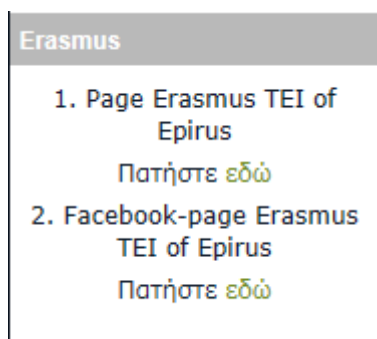 Erasmus
1. Page Erasmus TEI of
Epirus
Πατήστε εδώ
2. Facebook-page Erasmus
TEI of Epirus
Πατήστε εδώ